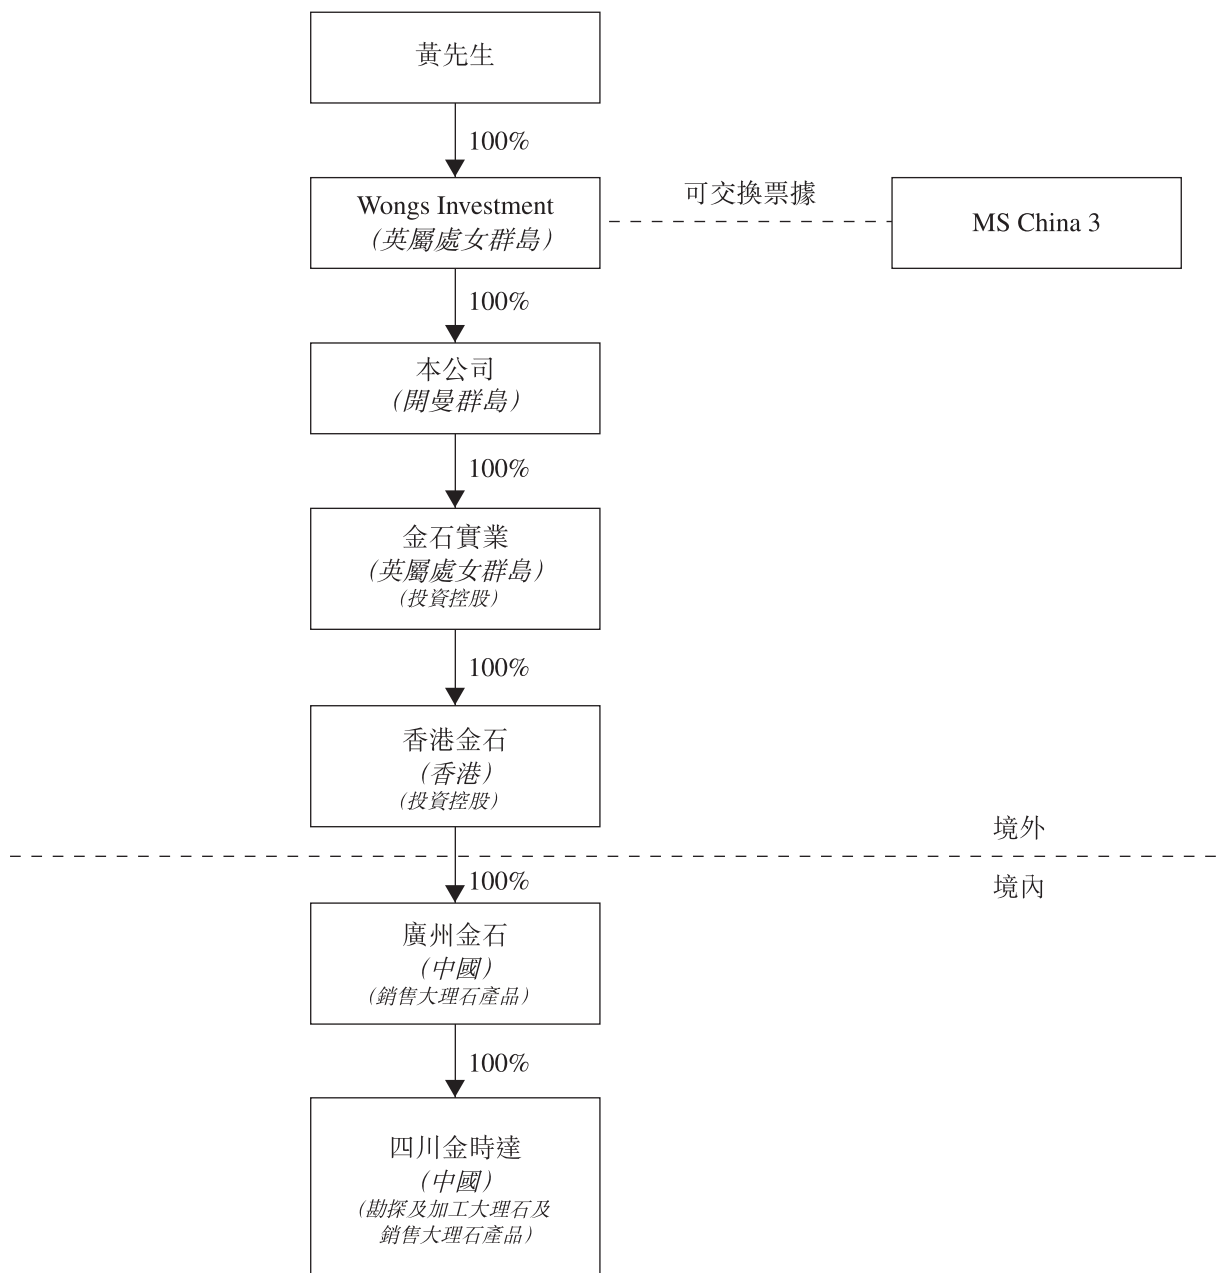 黃先生
100%
可交換票據
Wongs Investment
（英屬處女群島）
MS China 3
100%
本公司
（開曼群島）
100%
金石實業
（英屬處女群島）
（投資控股）
100%
香港金石
（香港）
（投資控股）
境外
100%
境內
廣州金石
（中國）
（銷售大理石產品）
100%
四川金時達
（中國）
（勘探及加工大理石及
銷售大理石產品）